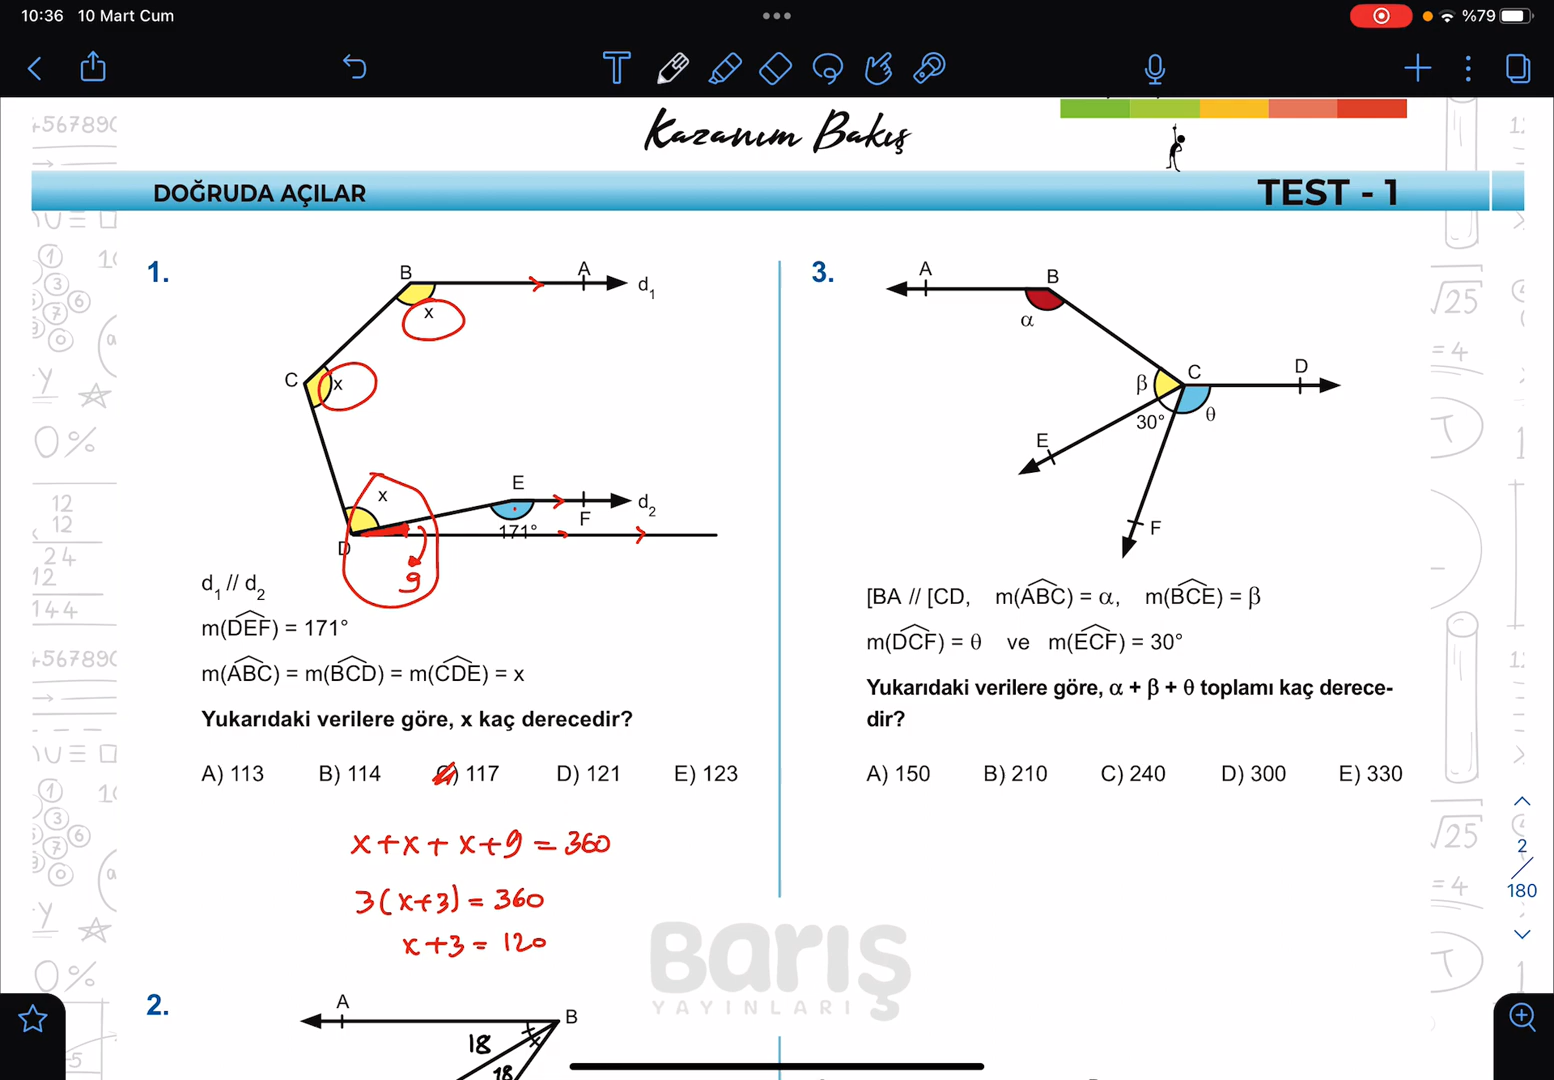 10:36 10 Mart Cum
%79
Kazanım Bakış
DOĞRUDA AÇILAR
TEST - 1
1.
B
A
d1
x
C
x
x
E
F
d2
171°
D
9
d1 // d2
m(DEF) = 171°
m(ABC) = m(BCD) = m(CDE) = x
Yukarıdaki verilere göre, x kaç derecedir?
A) 113 B) 114 C) 117 D) 121 E) 123
x + x + x + 9 = 360
3(x+3) = 360
x + 3 = 120
2.
A
B
18
18
3.
A
B
α
C
D
β
30°
θ
E
F
[BA // [CD, m(ABC) = α, m(BCE) = β
m(DCF) = θ ve m(ECF) = 30°
Yukarıdaki verilere göre, α + β + θ toplamı kaç derece-
dir?
A) 150 B) 210 C) 240 D) 300 E) 330
2
180
Barış
YAYINLARI